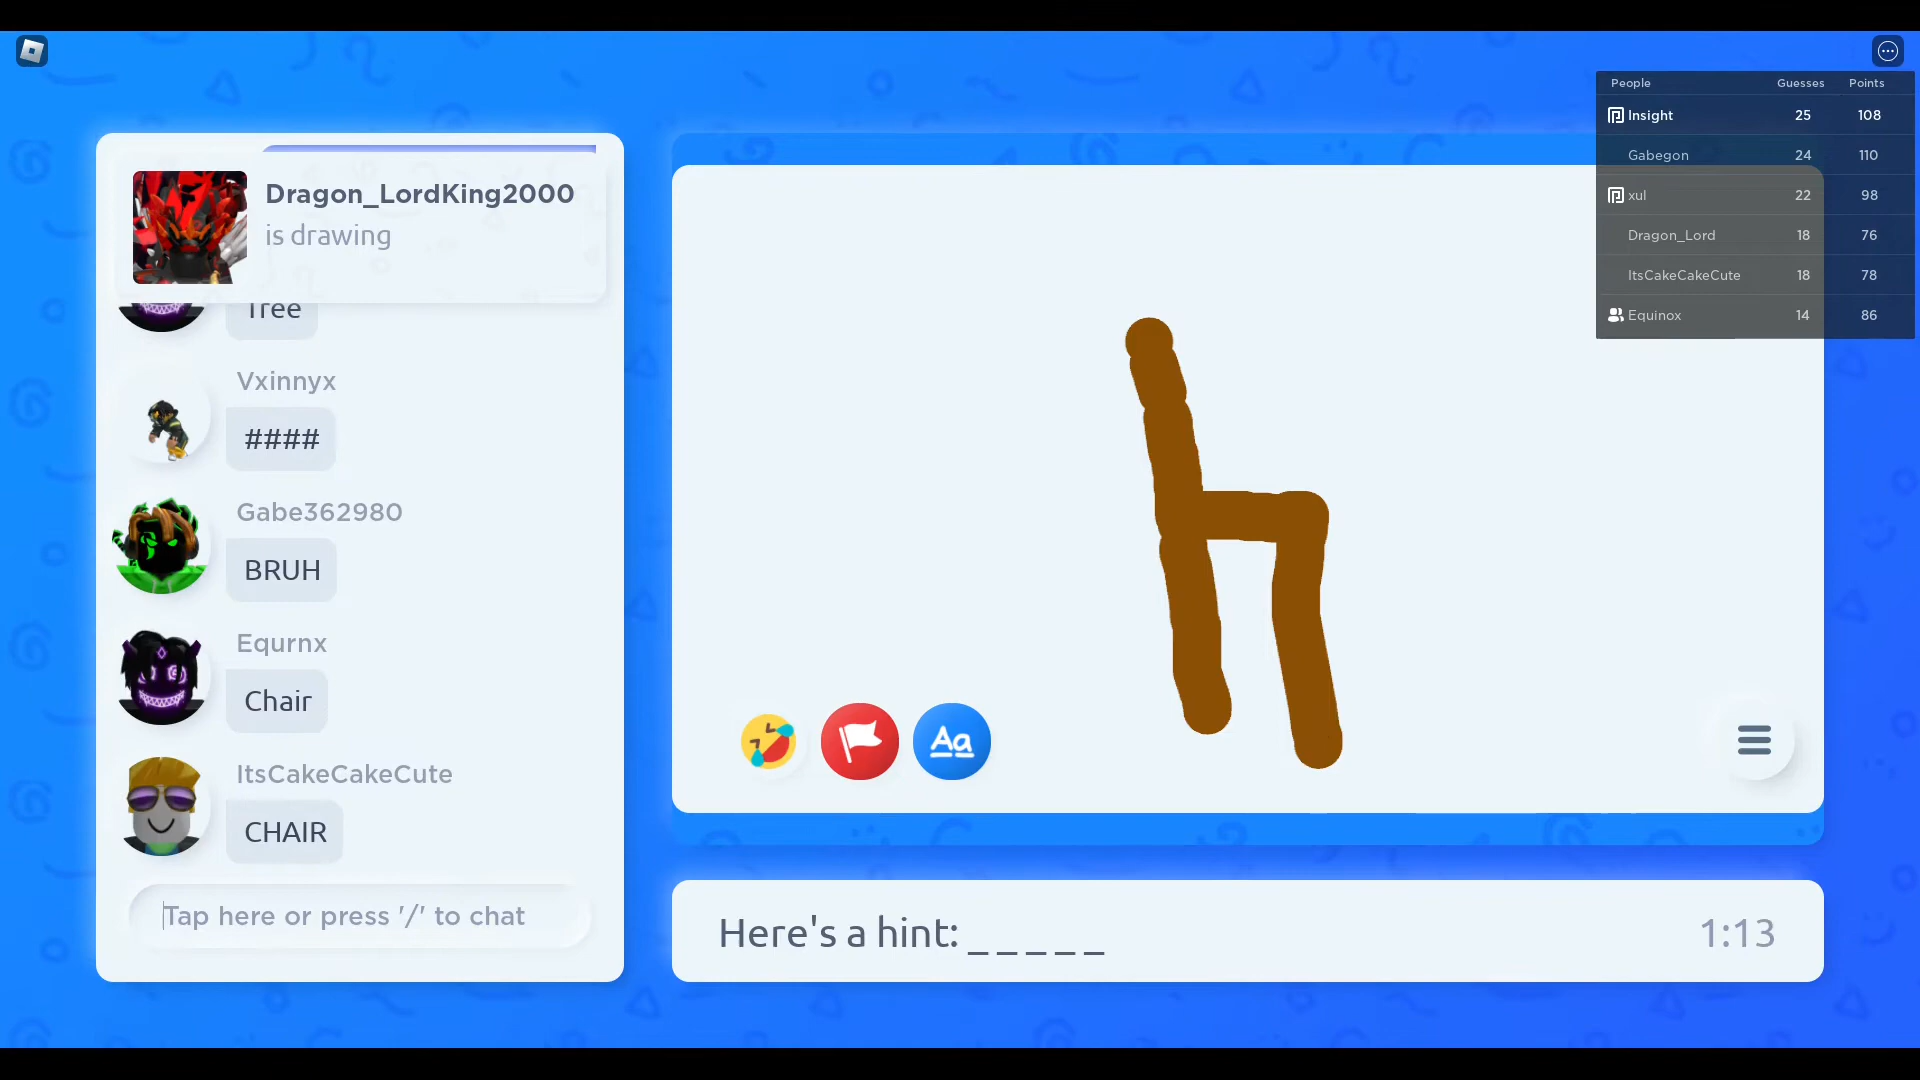 Dragon_LordKing2000
is drawing
Tree
Vxinnyx
####
Gabe362980
BRUH
Equrnx
Chair
ItsCakeCakeCute
CHAIR
Tap here or press '/' to chat
Aa
Here's a hint: _ _ _ _ _
1:13
People Guesses Points
Insight 25 108
Gabegon 24 110
xul 22 98
Dragon_Lord 18 76
ItsCakeCakeCute 18 78
Equinox 14 86